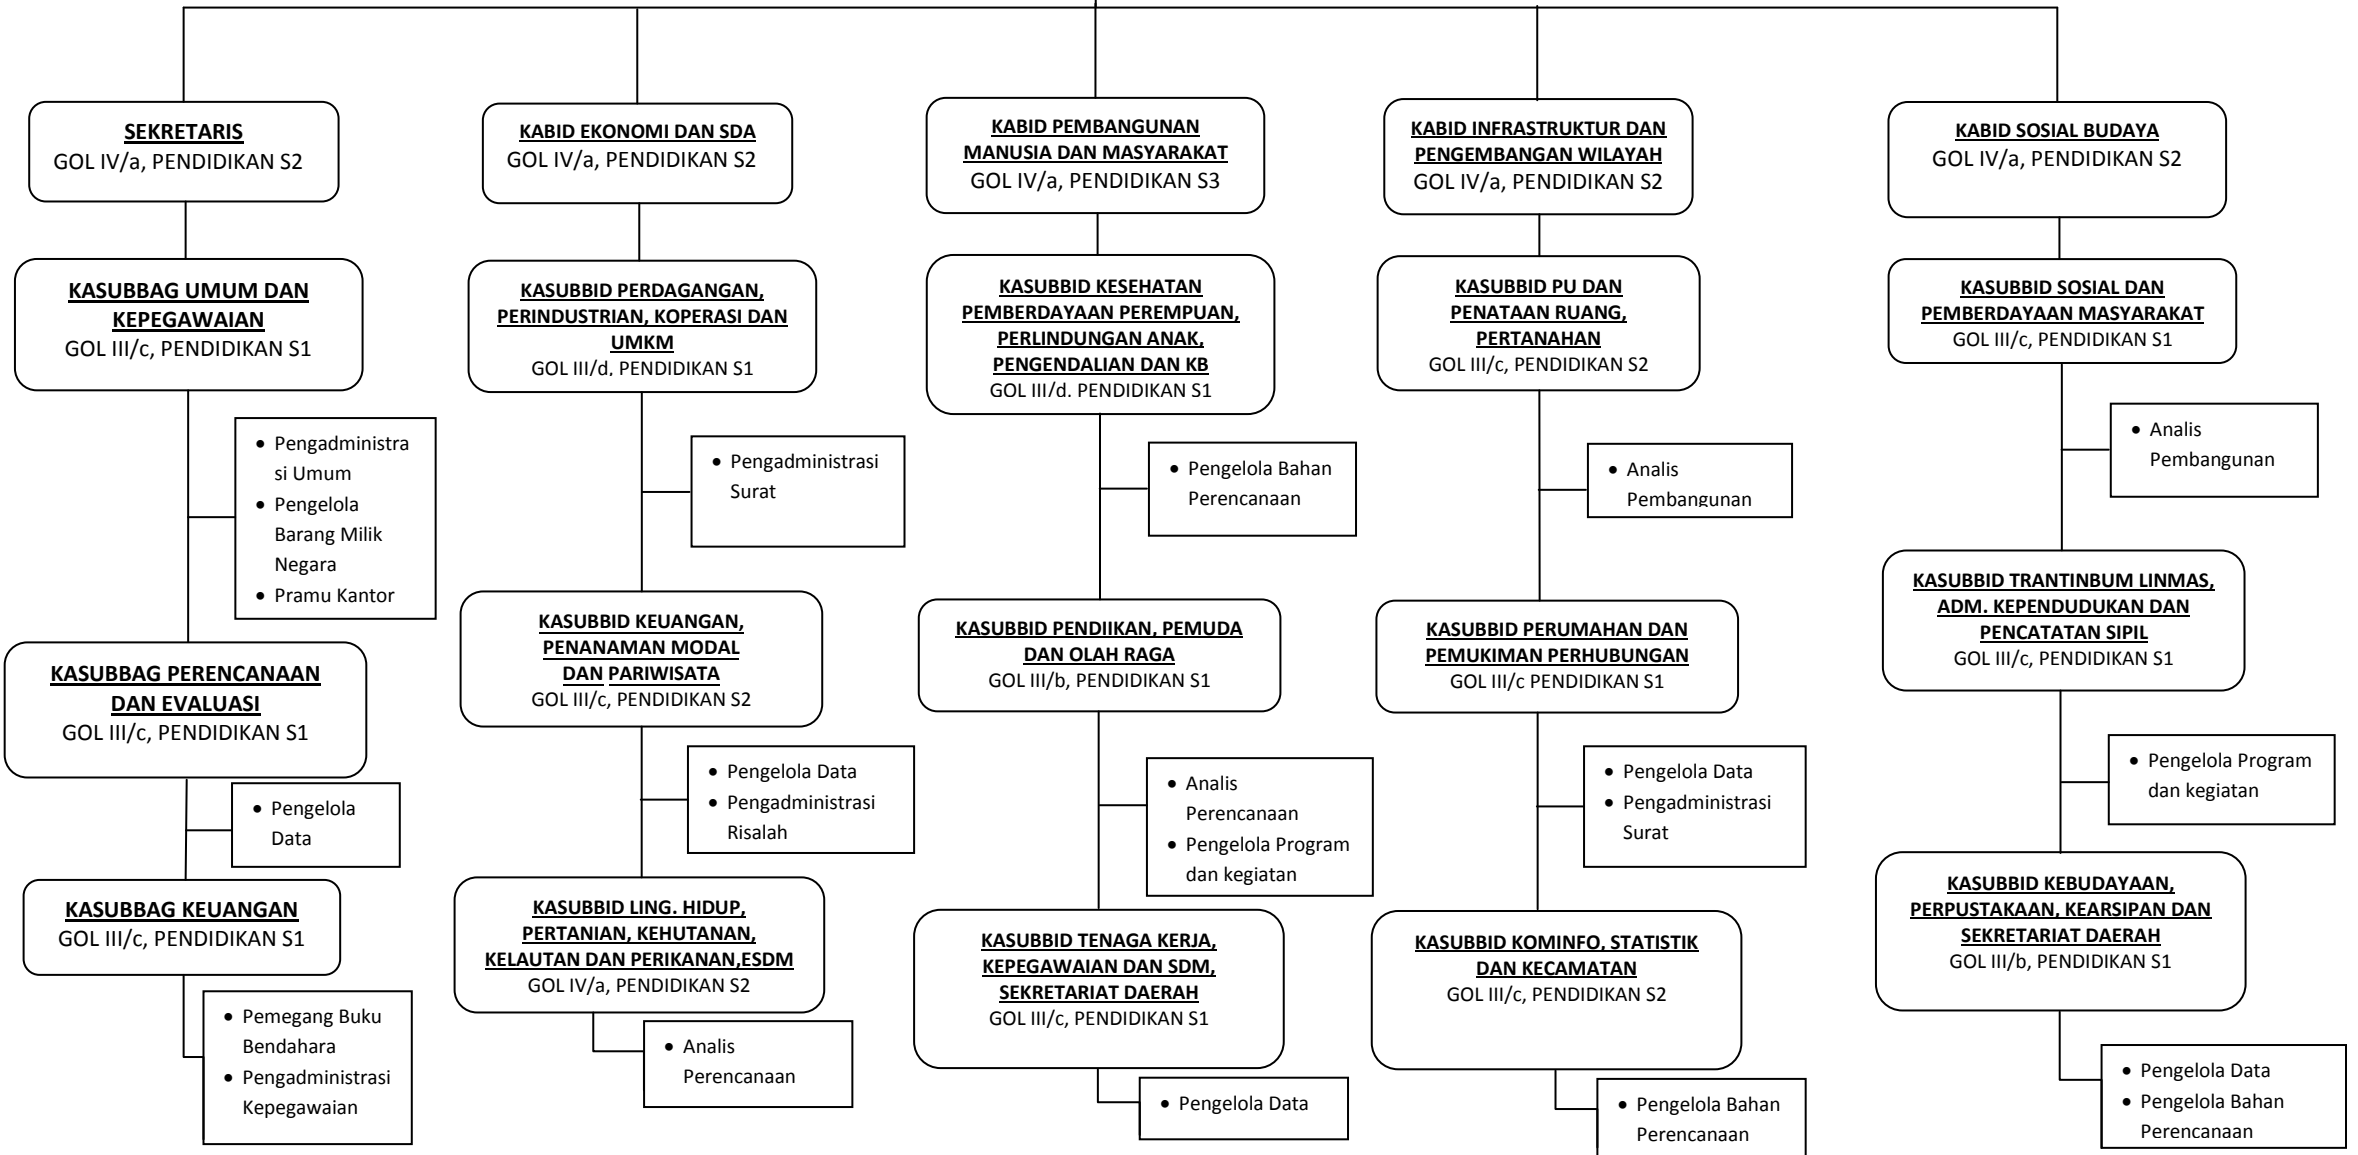 SEKRETARIS
GOL IV/a, PENDIDIKAN S2
KASUBBAG UMUM DAN
KEPEGAWAIAN
GOL III/c, PENDIDIKAN S1
• Pengadministra
si Umum
• Pengelola
Barang Milik
Negara
• Pramu Kantor
KASUBBAG PERENCANAAN
DAN EVALUASI
GOL III/c, PENDIDIKAN S1
• Pengelola
Data
KASUBBAG KEUANGAN
GOL III/c, PENDIDIKAN S1
• Pemegang Buku
Bendahara
• Pengadministrasi
Kepegawaian
KABID EKONOMI DAN SDA
GOL IV/a, PENDIDIKAN S2
KASUBBID PERDAGANGAN,
PERINDUSTRIAN, KOPERASI DAN
UMKM
GOL III/d. PENDIDIKAN S1
• Pengadministrasi
Surat
KASUBBID KEUANGAN,
PENANAMAN MODAL
DAN PARIWISATA
GOL III/c, PENDIDIKAN S2
• Pengelola Data
• Pengadministrasi
Risalah
KASUBBID LING. HIDUP,
PERTANIAN, KEHUTANAN,
KELAUTAN DAN PERIKANAN,ESDM
GOL IV/a, PENDIDIKAN S2
• Analis
Perencanaan
KABID PEMBANGUNAN
MANUSIA DAN MASYARAKAT
GOL IV/a, PENDIDIKAN S3
KASUBBID KESEHATAN
PEMBERDAYAAN PEREMPUAN,
PERLINDUNGAN ANAK,
PENGENDALIAN DAN KB
GOL III/d. PENDIDIKAN S1
• Pengelola Bahan
Perencanaan
KASUBBID PENDIIKAN, PEMUDA
DAN OLAH RAGA
GOL III/b, PENDIDIKAN S1
• Analis
Perencanaan
• Pengelola Program
dan kegiatan
KASUBBID TENAGA KERJA,
KEPEGAWAIAN DAN SDM,
SEKRETARIAT DAERAH
GOL III/c, PENDIDIKAN S1
• Pengelola Data
KABID INFRASTRUKTUR DAN
PENGEMBANGAN WILAYAH
GOL IV/a, PENDIDIKAN S2
KASUBBID PU DAN
PENATAAN RUANG,
PERTANAHAN
GOL III/c, PENDIDIKAN S2
• Analis
Pembangunan
KASUBBID PERUMAHAN DAN
PEMUKIMAN PERHUBUNGAN
GOL III/c PENDIDIKAN S1
• Pengelola Data
• Pengadministrasi
Surat
KASUBBID KOMINFO, STATISTIK
DAN KECAMATAN
GOL III/c, PENDIDIKAN S2
• Pengelola Bahan
Perencanaan
KABID SOSIAL BUDAYA
GOL IV/a, PENDIDIKAN S2
KASUBBID SOSIAL DAN
PEMBERDAYAAN MASYARAKAT
GOL III/c, PENDIDIKAN S1
• Analis
Pembangunan
KASUBBID TRANTINBUM LINMAS,
ADM. KEPENDUDUKAN DAN
PENCATATAN SIPIL
GOL III/c, PENDIDIKAN S1
• Pengelola Program
dan kegiatan
KASUBBID KEBUDAYAAN,
PERPUSTAKAAN, KEARSIPAN DAN
SEKRETARIAT DAERAH
GOL III/b, PENDIDIKAN S1
• Pengelola Data
• Pengelola Bahan
Perencanaan